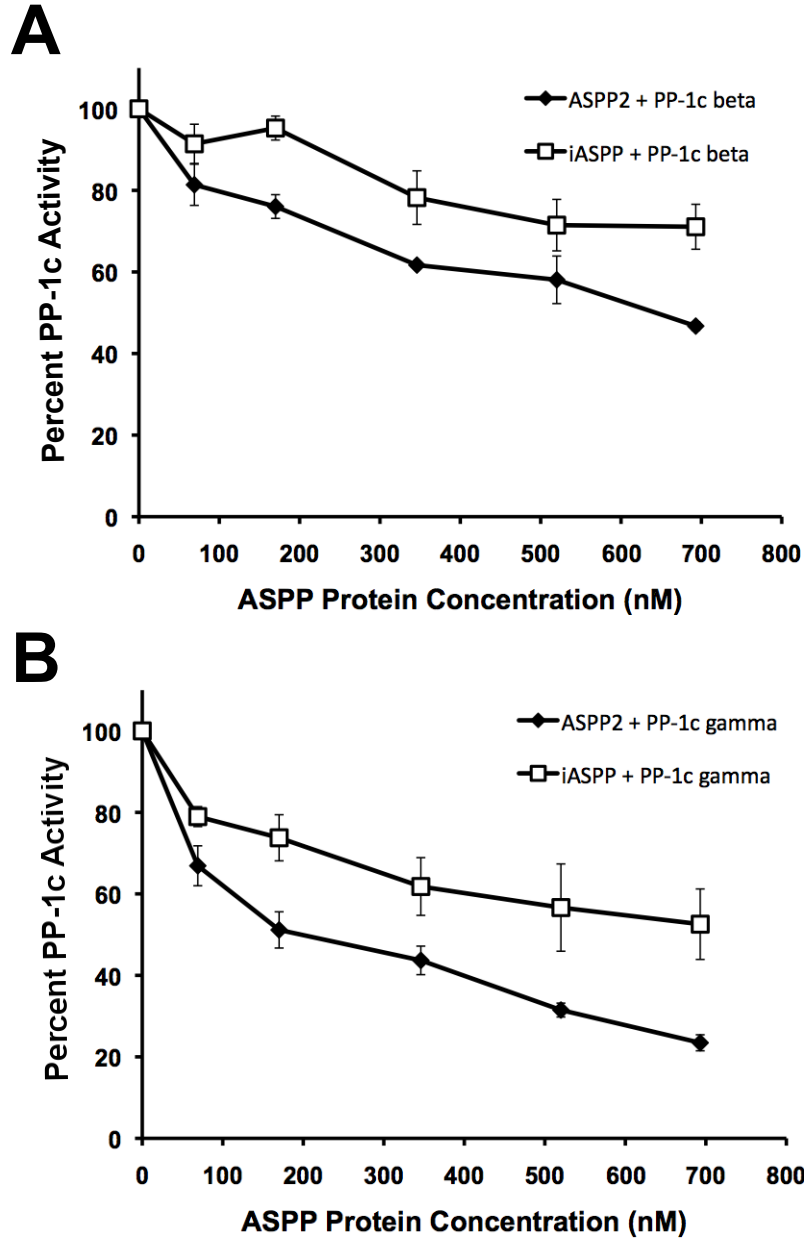 A
Percent PP-1c Activity
100
80
60
40
20
0
ASPP2 + PP-1c beta
iASPP + PP-1c beta
0 100 200 300 400 500 600 700 800
ASPP Protein Concentration (nM)
B
Percent PP-1c Activity
100
80
60
40
20
0
ASPP2 + PP-1c gamma
iASPP + PP-1c gamma
0 100 200 300 400 500 600 700 800
ASPP Protein Concentration (nM)